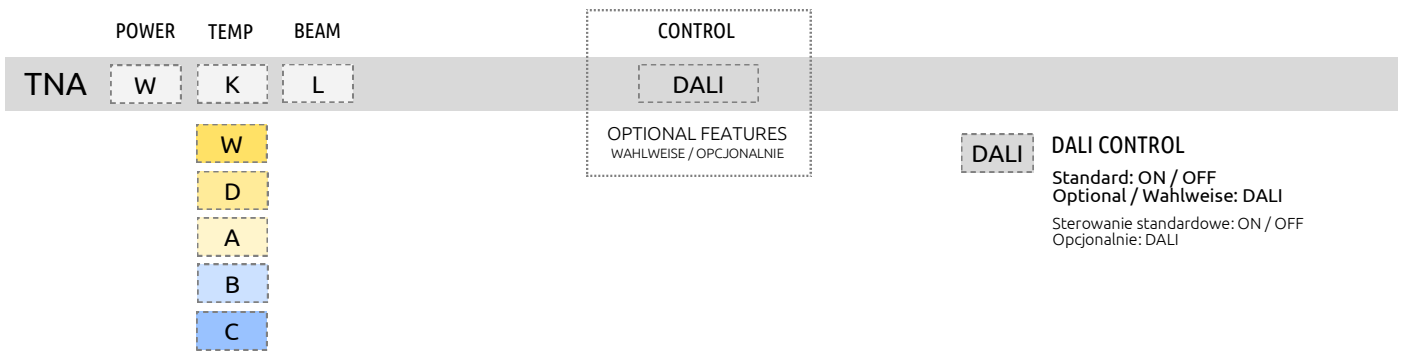 POWER TEMP BEAM CONTROL
TNA W K L DALI
W
D
A
B
C
OPTIONAL FEATURES
WAHLWEISE / OPCJONALNIE
DALI DALI CONTROL
Standard: ON / OFF
Optional / Wahlweise: DALI
Sterowanie standardowe: ON / OFF
Opcjonalnie: DALI